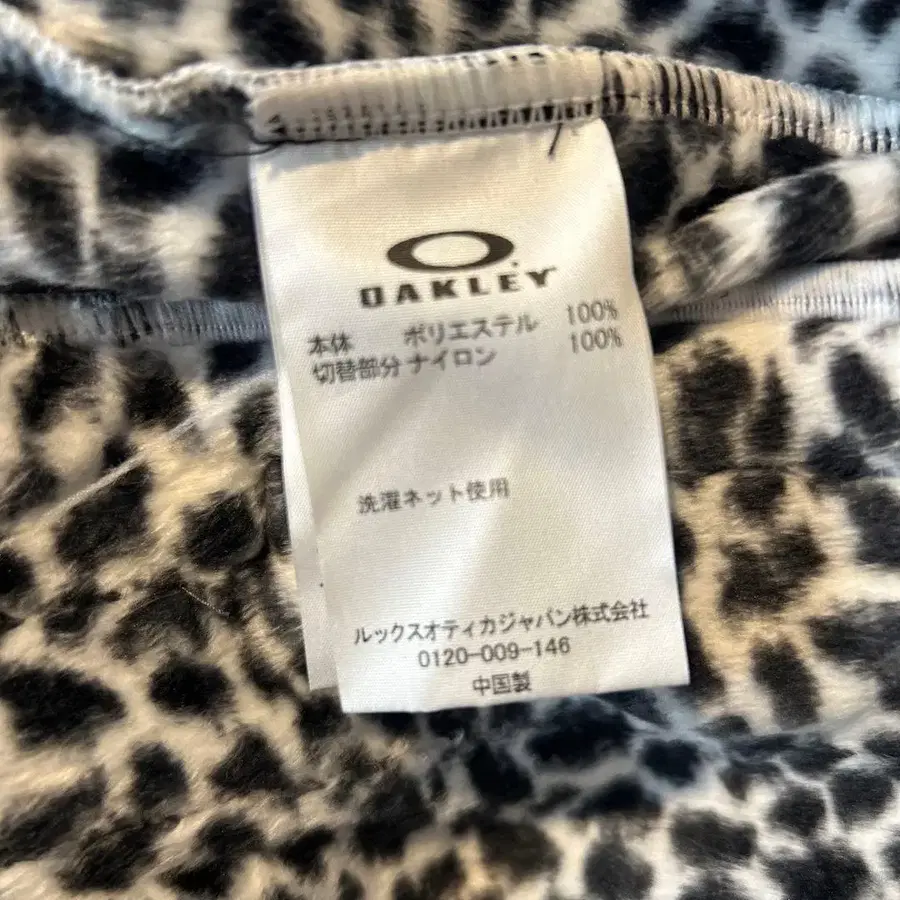 OAKLEY
本体 ポリエステル 100%
切替部分 ナイロン 100%
洗濯ネット使用
ルックスオティカジャパン株式会社
0120-009-146
中国製